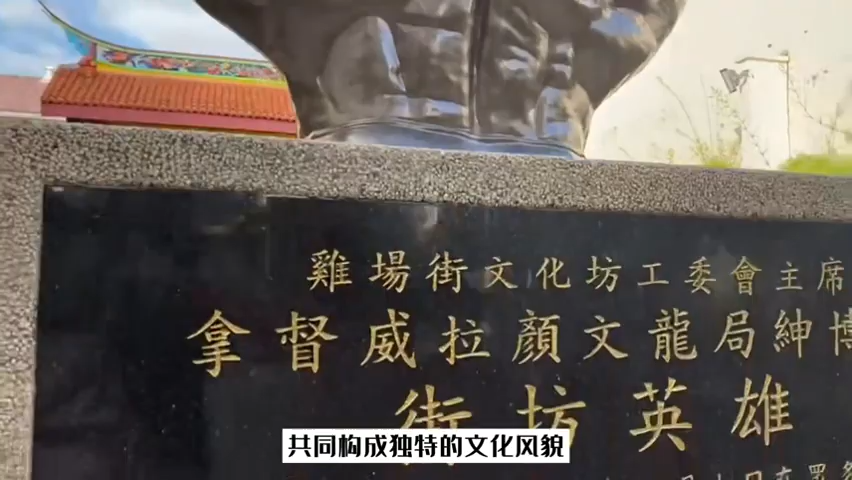 雞場街文化坊工委會主席
拿督威拉顏文龍局紳博
街坊英雄
共同构成独特的文化风貌